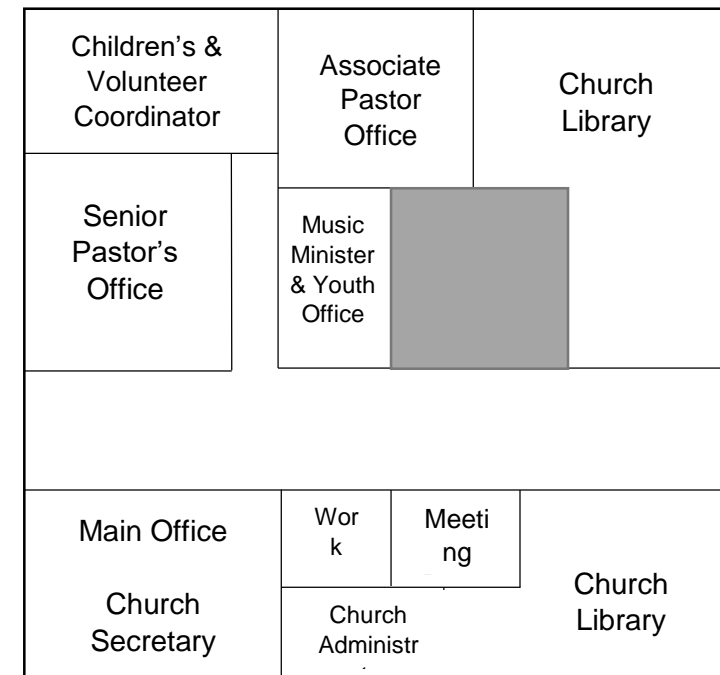 Children’s &
Volunteer
Coordinator
Associate
Pastor
Office
Church
Library
Senior
Pastor’s
Office
Music
Minister
& Youth
Office
Main Office
Church
Secretary
Wor
k
Meeti
ng
Church
Administr
Church
Library